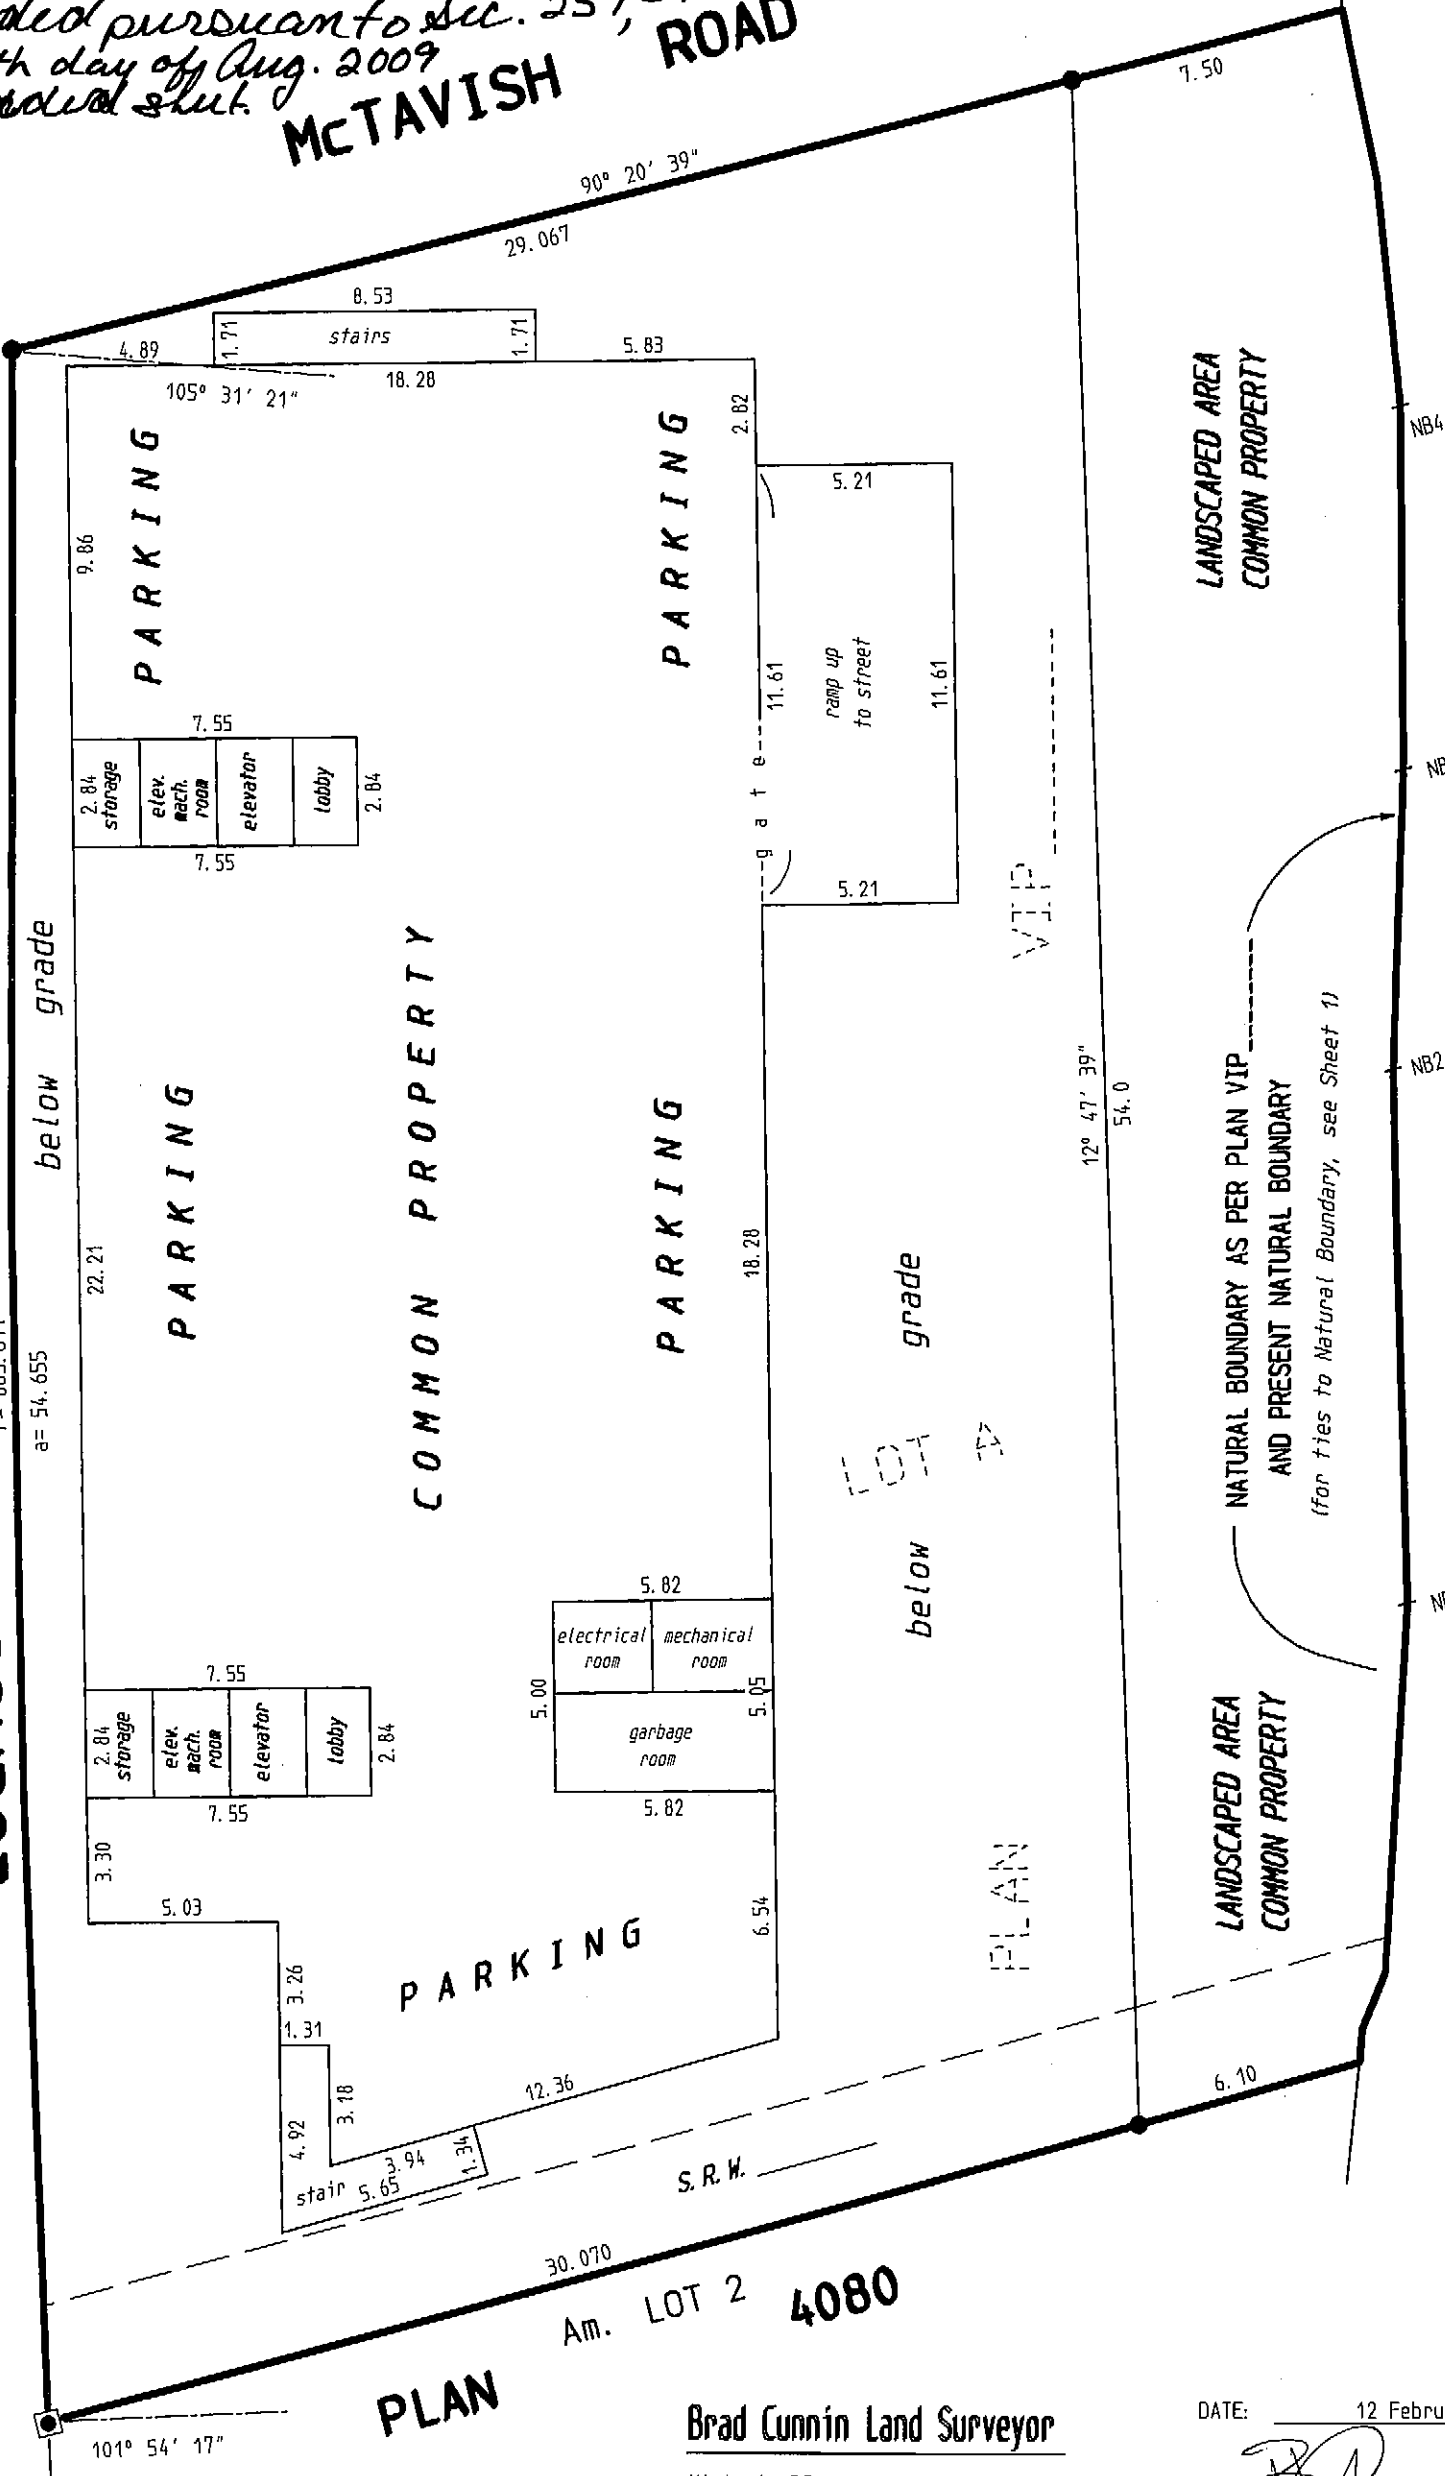 pursuant to Sec.
day of Aug. 2009
McTAVISH ROAD
7.50
90° 20' 39"
29.067
8.53
stairs
1.71
1.71
4.89
5.83
18.28
105° 31' 21"
2.82
PARKING
PARKING
9.86
5.21
LANDSCAPED AREA
COMMON PROPERTY
NB4
11.61
ramp up
to street
11.61
gate
5.21
7.55
2.84
storage
elev.
mach.
room
elevator
lobby
2.84
7.55
VIP
below grade
COMMON PROPERTY
PARKING
PARKING
22.21
a= 54.655
18.28
12° 47' 39"
54.0
NATURAL BOUNDARY AS PER PLAN VIP
AND PRESENT NATURAL BOUNDARY
(for ties to Natural Boundary, see Sheet 1)
NB2
below grade
LOT A
5.82
electrical
room
mechanical
room
5.00
5.05
garbage
room
5.82
7.55
2.84
storage
elev.
mach.
room
elevator
lobby
2.84
7.55
3.30
5.03
PARKING
6.54
PLAN
LANDSCAPED AREA
COMMON PROPERTY
3.26
1.31
3.18
4.92
12.36
3.94
1.34
stair 5.65
S.R.W.
6.10
30.070
Am. LOT 2
PLAN 4080
101° 54' 17"
Brad Cunnin Land Surveyor
DATE: 12 Febru